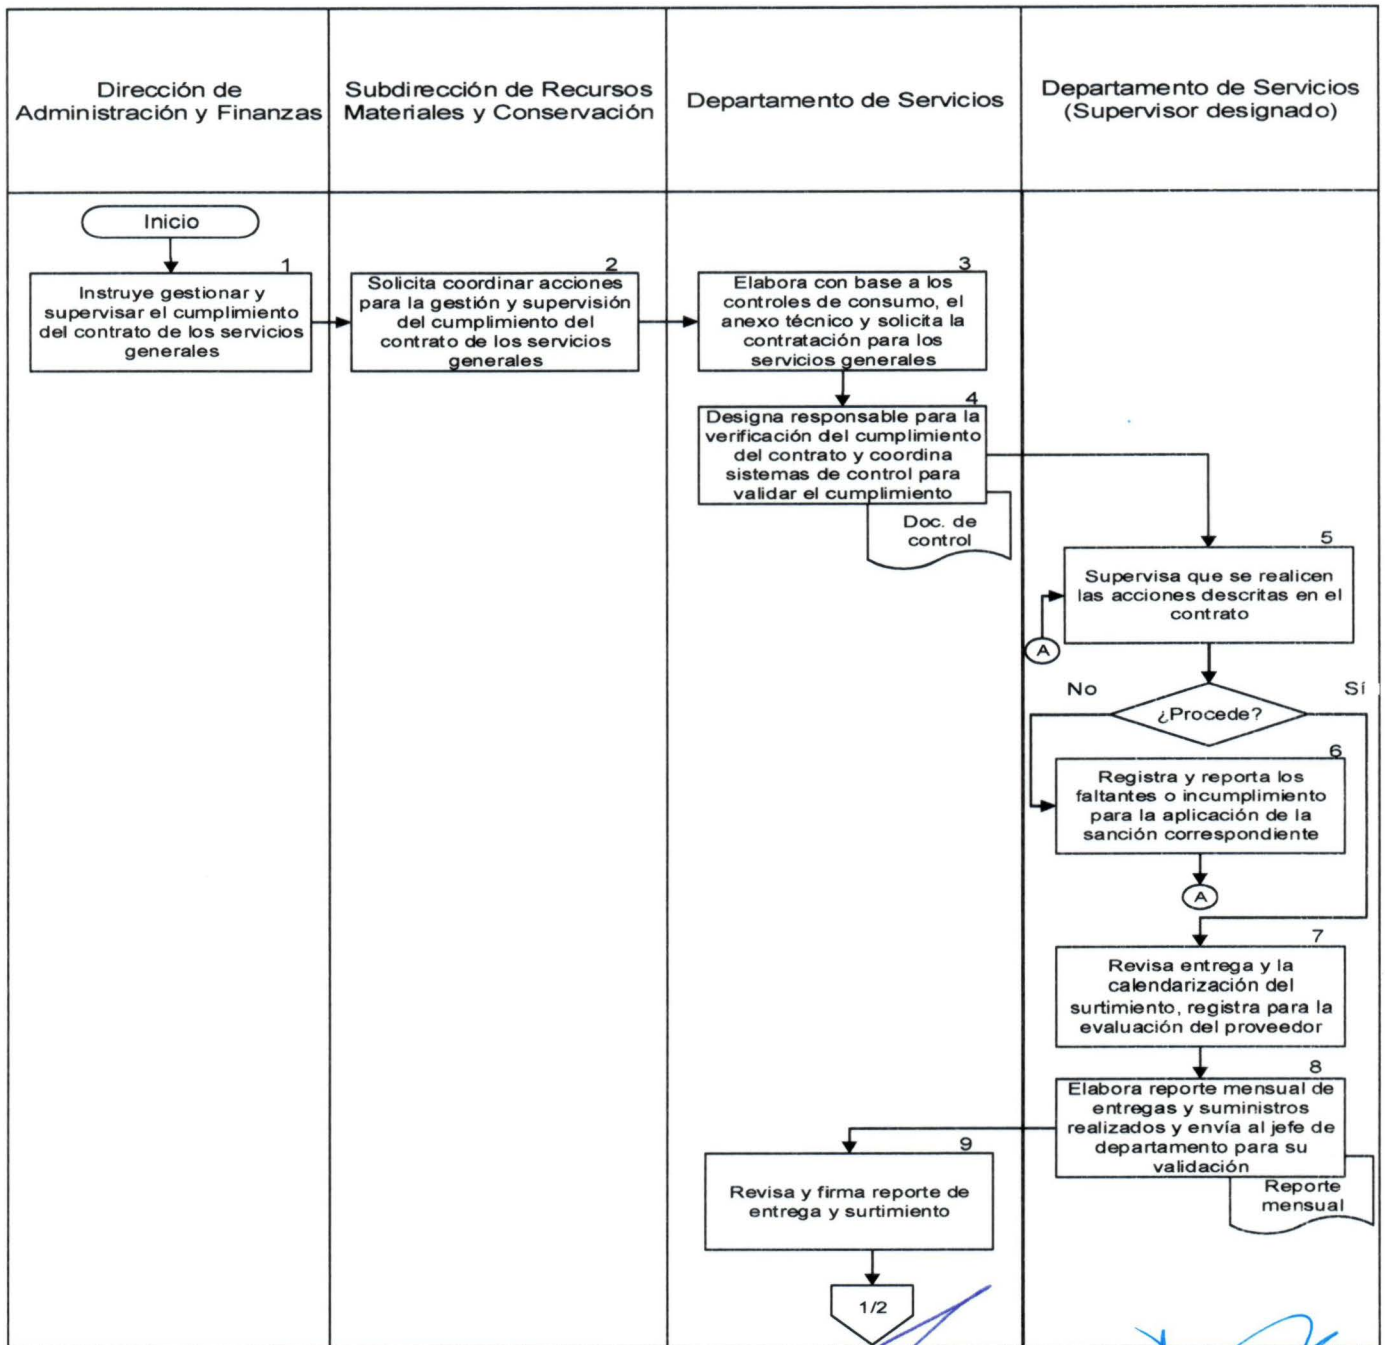 Dirección de
Administración y Finanzas
Subdirección de Recursos
Materiales y Conservación
Departamento de Servicios
Departamento de Servicios
(Supervisor designado)
Inicio
1
Instruye gestionar y
supervisar el cumplimiento
del contrato de los servicios
generales
2
Solicita coordinar acciones
para la gestión y supervisión
del cumplimiento del
contrato de los servicios
generales
3
Elabora con base a los
controles de consumo, el
anexo técnico y solicita la
contratación para los
servicios generales
4
Designa responsable para la
verificación del cumplimiento
del contrato y coordina
sistemas de control para
validar el cumplimiento
Doc. de
control
5
Supervisa que se realicen
las acciones descritas en el
contrato
A
No
Sí
¿Procede?
6
Registra y reporta los
faltantes o incumplimiento
para la aplicación de la
sanción correspondiente
A
7
Revisa entrega y la
calendarización del
surtimiento, registra para la
evaluación del proveedor
8
Elabora reporte mensual de
entregas y suministros
realizados y envía al jefe de
departamento para su
validación
Reporte
mensual
9
Revisa y firma reporte de
entrega y surtimiento
1/2